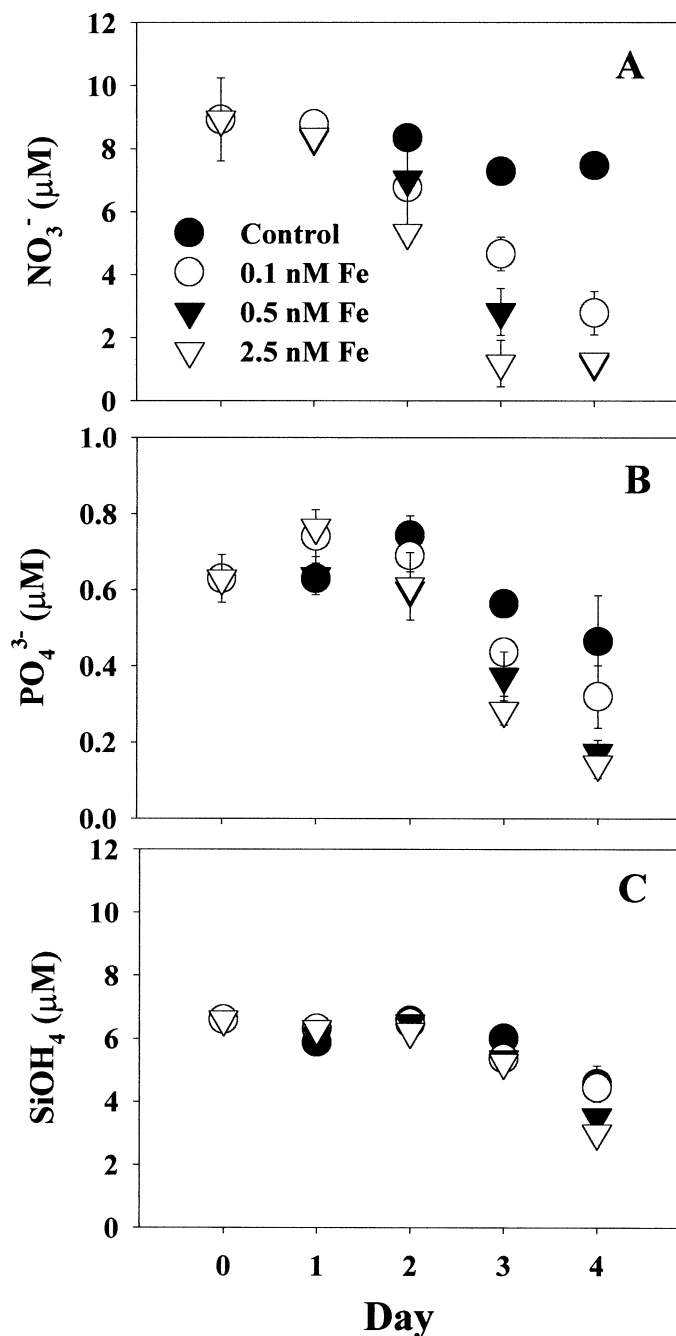 12
A
10
8
6
4
2
0
NO₃⁻ (μM)
Control
0.1 nM Fe
0.5 nM Fe
2.5 nM Fe
1.0
B
0.8
0.6
0.4
0.2
0.0
PO₄³⁻ (μM)
12
C
10
8
6
4
2
0
SiOH₄ (μM)
0 1 2 3 4
Day